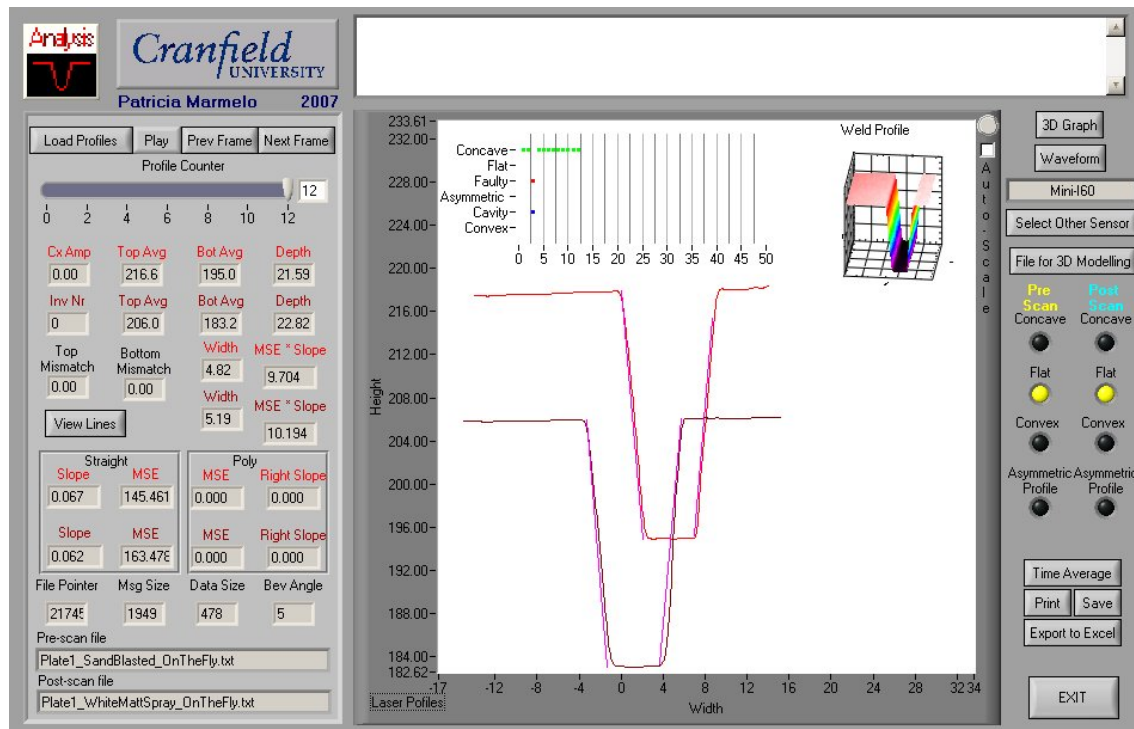 Analysis
Cranfield
UNIVERSITY
Patricia Marmelo 2007
Load Profiles Play Prev Frame Next Frame
Profile Counter
12
0 2 4 6 8 10 12
Cx Amp Top Avg Bot Avg Depth
0.00 216.6 195.0 21.59
Inv Nr Top Avg Bot Avg Depth
0 206.0 183.2 22.82
Top Mismatch Bottom Mismatch Width MSE * Slope
0.00 0.00 4.82 9.704
Width MSE * Slope
View Lines 5.19 10.194
Straight Poly
Slope MSE MSE Right Slope
0.067 145.461 0.000 0.000
Slope MSE MSE Right Slope
0.062 163.478 0.000 0.000
File Pointer Msg Size Data Size Bev Angle
21745 1949 478 5
Pre-scan file
Plate1_SandBlasted_OnTheFly.txt
Post-scan file
Plate1_WhiteMattSpray_OnTheFly.txt
233.61
232.00
228.00
224.00
220.00
216.00
212.00
208.00
204.00
200.00
196.00
192.00
188.00
184.00
182.62
Height
-17 -12 -8 -4 0 4 8 12 16 20 24 28 32 34
Width
Laser Pofiles
Concave
Flat
Faulty
Asymmetric
Cavity
Convex
0 5 10 15 20 25 30 35 40 45 50
Weld Profile
Auto-Scale
3D Graph
Waveform
Mini-I60
Select Other Sensor
File for 3D Modelling
Pre Scan Post Scan
Concave Concave
Flat Flat
Convex Convex
Asymmetric Profile Asymmetric Profile
Time Average
Print Save
Export to Excel
EXIT